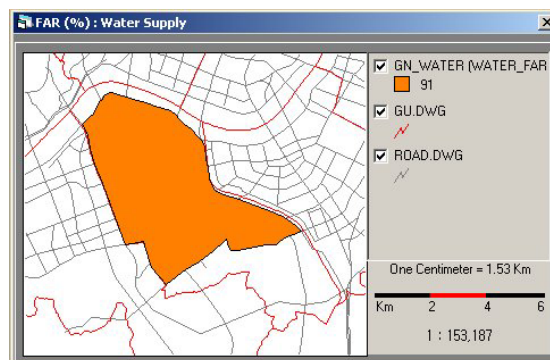 FAR (%) : Water Supply
GN_WATER (WATER_FAR
91
GU.DWG
ROAD.DWG
One Centimeter = 1.53 Km
Km 2 4 6
1 : 153,187